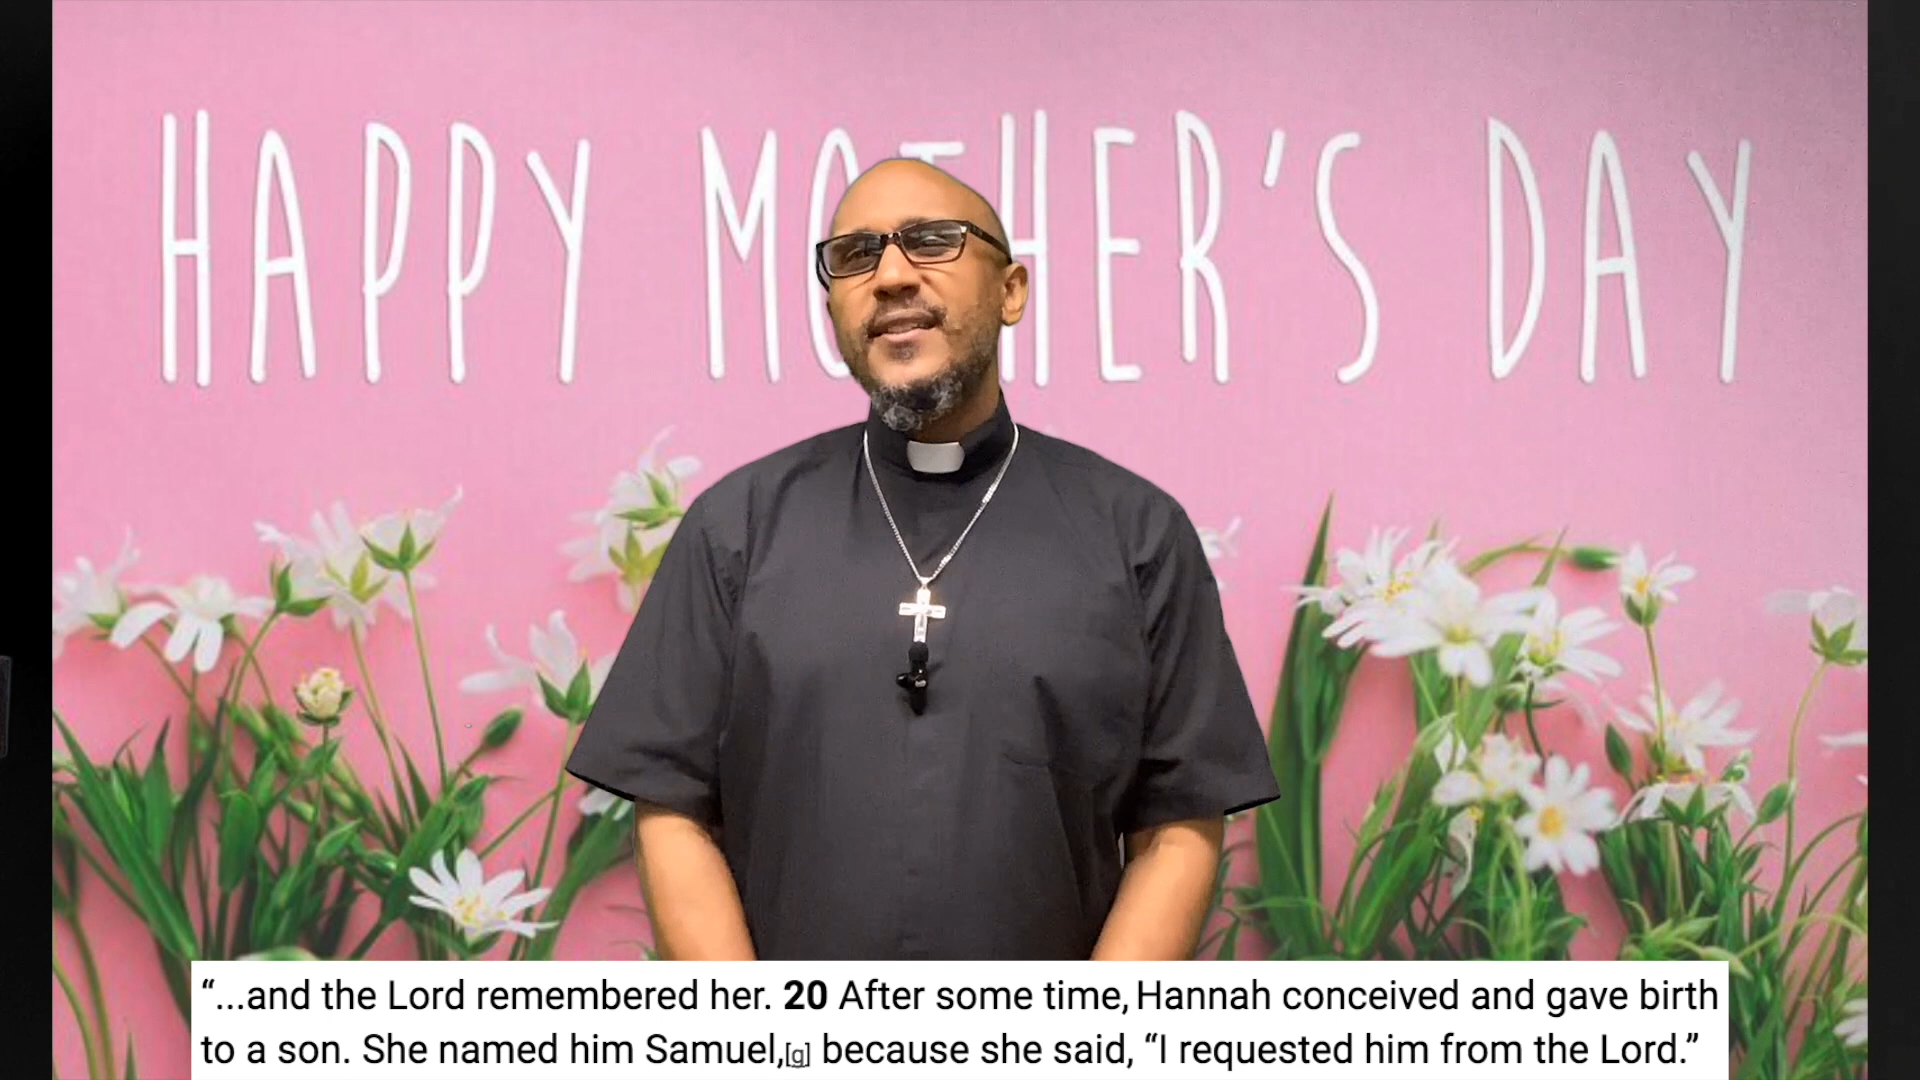 HAPPY MOTHER'S DAY
“...and the Lord remembered her. 20 After some time, Hannah conceived and gave birth
to a son. She named him Samuel,[g] because she said, “I requested him from the Lord.”